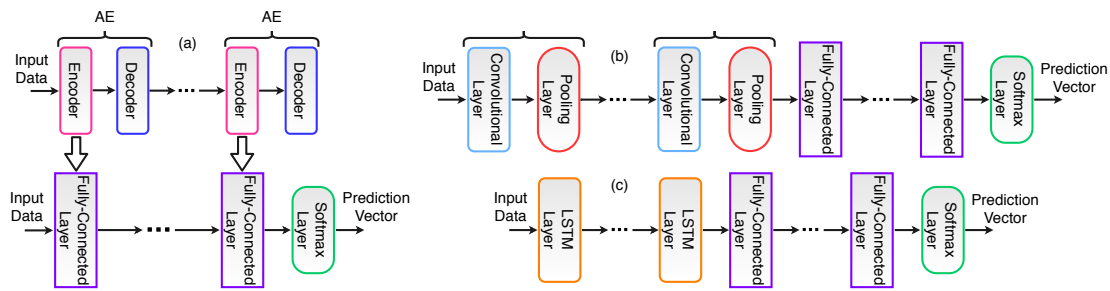 AE
AE
(a)
Input
Data
Encoder
Decoder
Encoder
Decoder
Input
Data
Fully-Connected
Layer
Fully-Connected
Layer
Softmax
Layer
Prediction
Vector
(b)
Input
Data
Convolutional
Layer
Pooling
Layer
Convolutional
Layer
Pooling
Layer
Fully-Connected
Layer
Fully-Connected
Layer
Softmax
Layer
Prediction
Vector
(c)
Input
Data
LSTM
Layer
LSTM
Layer
Fully-Connected
Layer
Fully-Connected
Layer
Softmax
Layer
Prediction
Vector